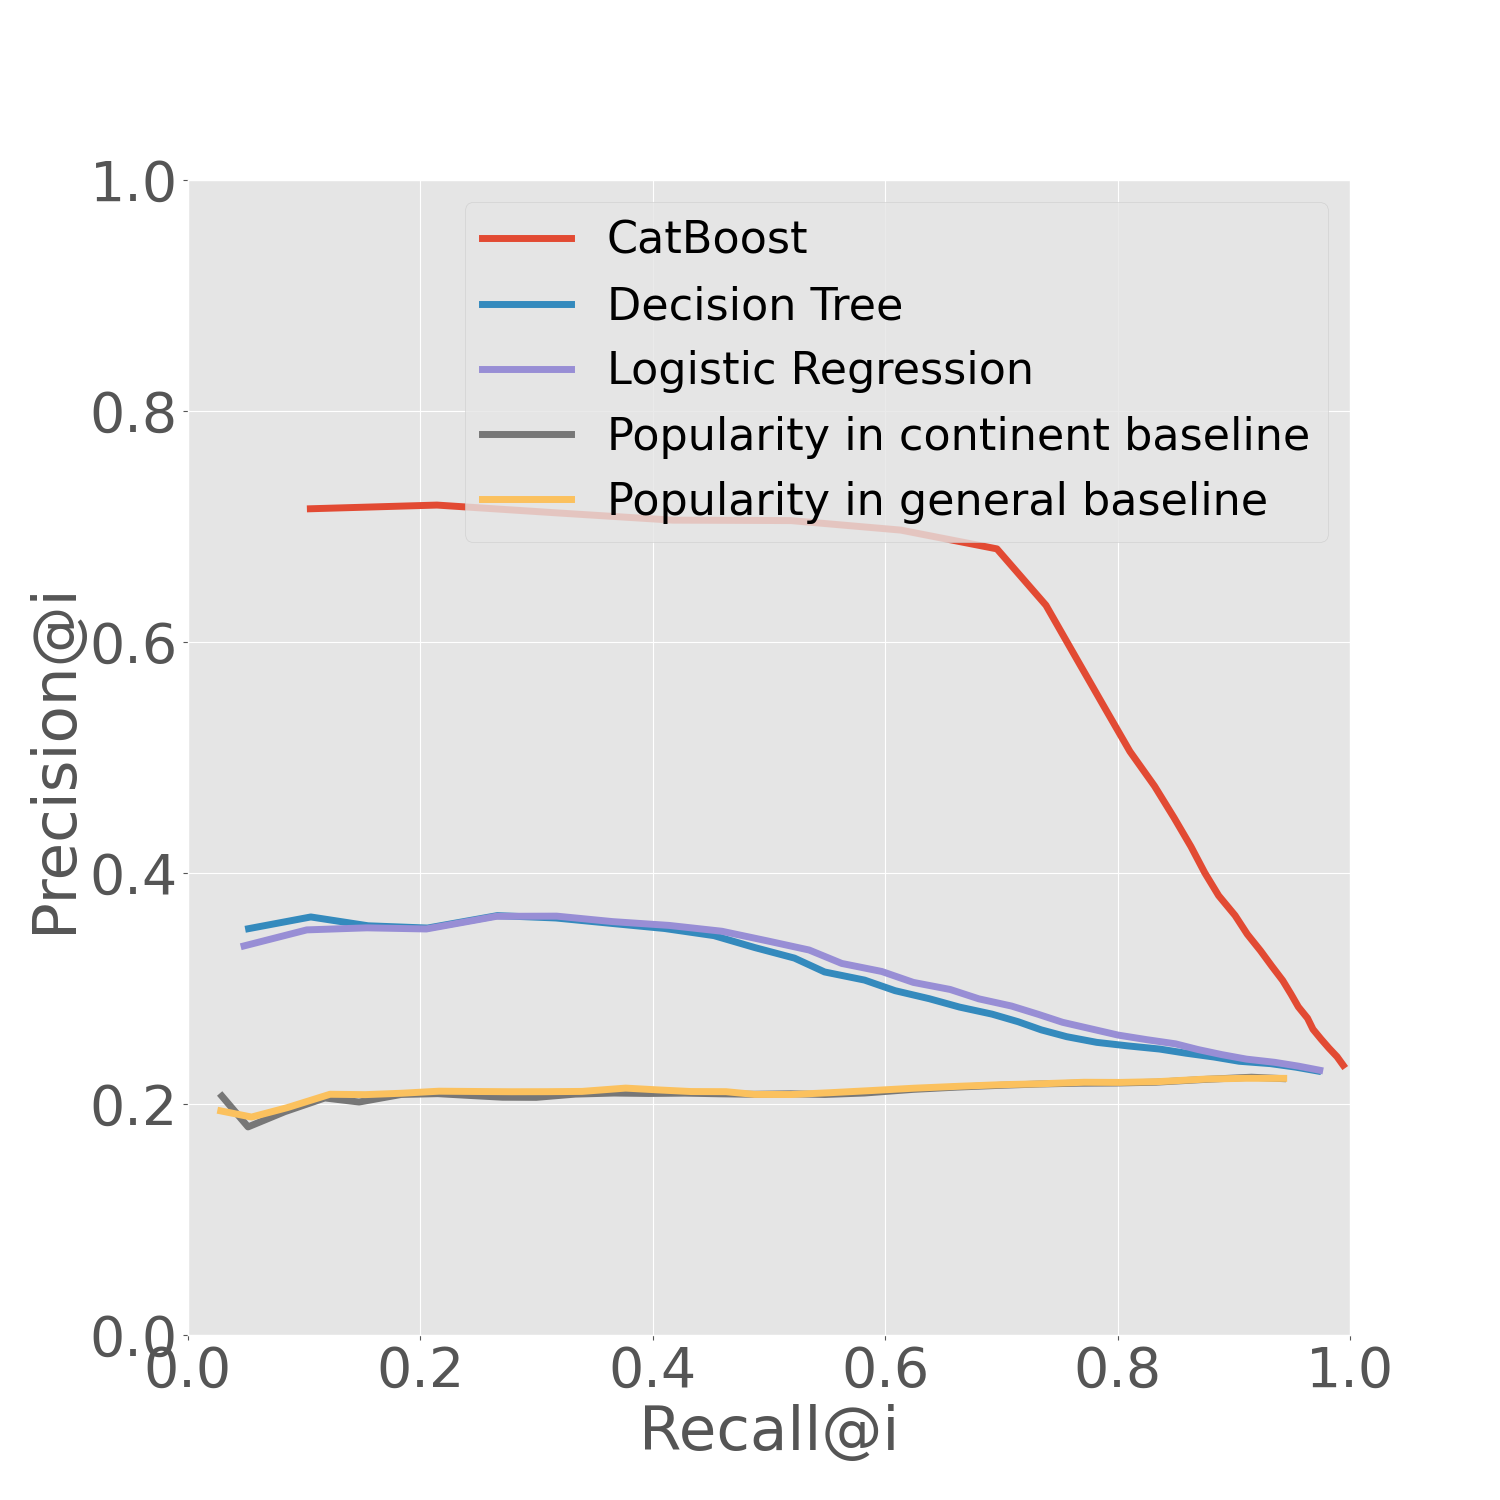 CatBoost
Decision Tree
Logistic Regression
Popularity in continent baseline
Popularity in general baseline
1.0
0.8
0.6
0.4
0.2
0.0
Precision@i
0.0 0.2 0.4 0.6 0.8 1.0
Recall@i